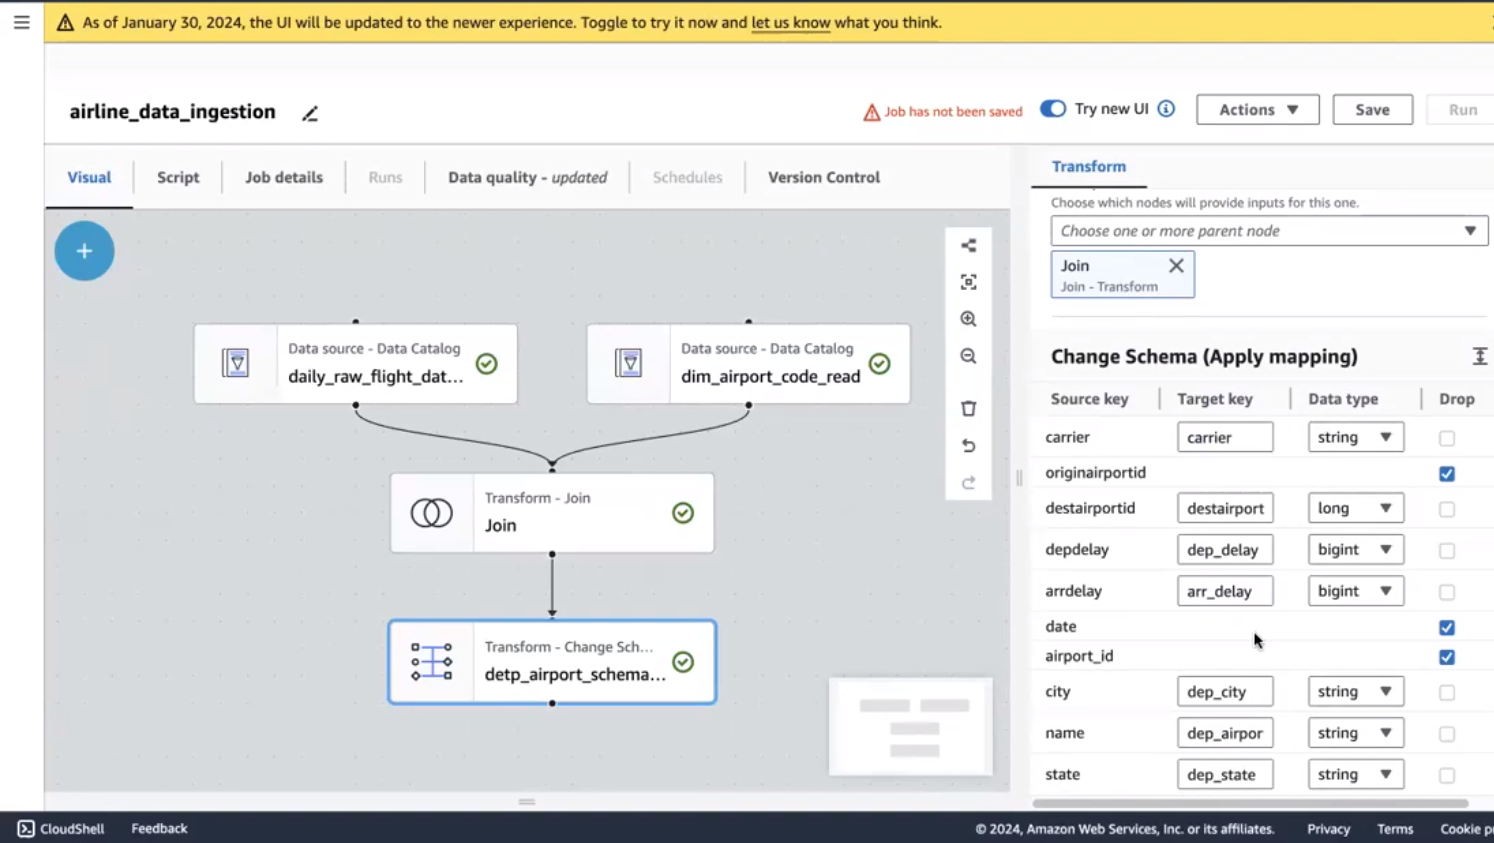 As of January 30, 2024, the UI will be updated to the newer experience. Toggle to try it now and let us know what you think.
airline_data_ingestion
Job has not been saved
Try new UI
Actions
Save
Run
Visual
Script
Job details
Runs
Data quality - updated
Schedules
Version Control
Transform
Choose which nodes will provide inputs for this one.
Choose one or more parent node
Join
Join - Transform
Data source - Data Catalog
daily_raw_flight_dat...
Data source - Data Catalog
dim_airport_code_read
Transform - Join
Join
Transform - Change Sch...
detp_airport_schema...
Change Schema (Apply mapping)
Source key Target key Data type Drop
carrier carrier string
originairportid
destairportid destairport long
depdelay dep_delay bigint
arrdelay arr_delay bigint
date
airport_id
city dep_city string
name dep_airpor string
state dep_state string
CloudShell
Feedback
© 2024, Amazon Web Services, Inc. or its affiliates.
Privacy
Terms
Cookie p